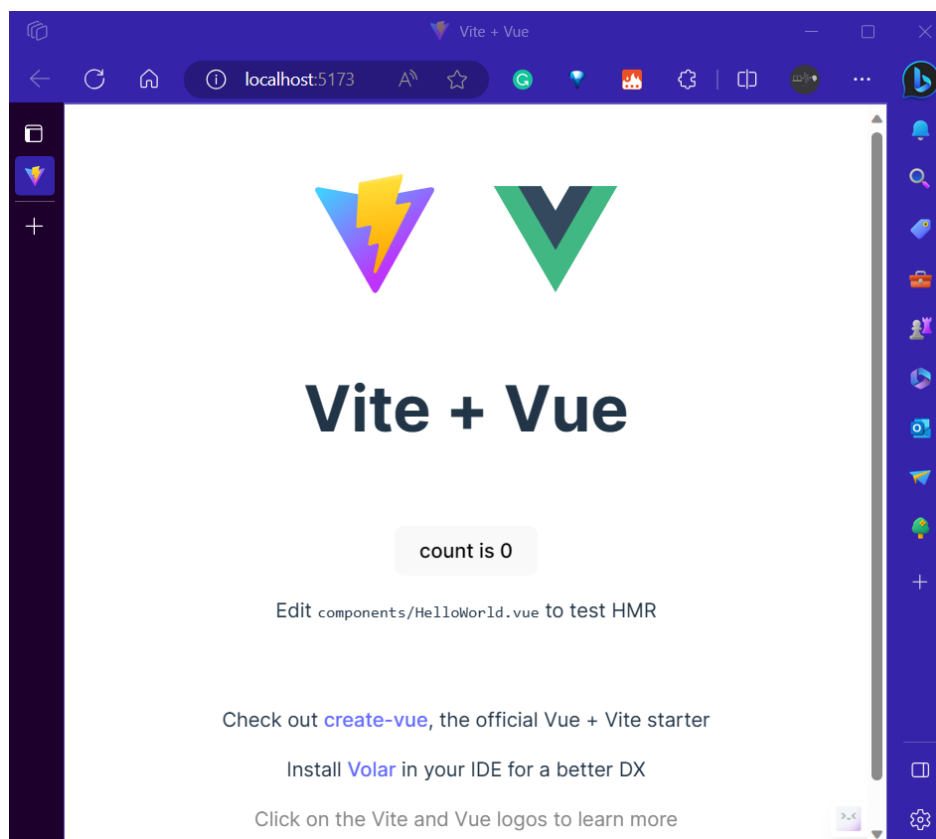 Vite + Vue
localhost:5173
Vite + Vue
count is 0
Edit components/HelloWorld.vue to test HMR
Check out create-vue, the official Vue + Vite starter
Install Volar in your IDE for a better DX
Click on the Vite and Vue logos to learn more